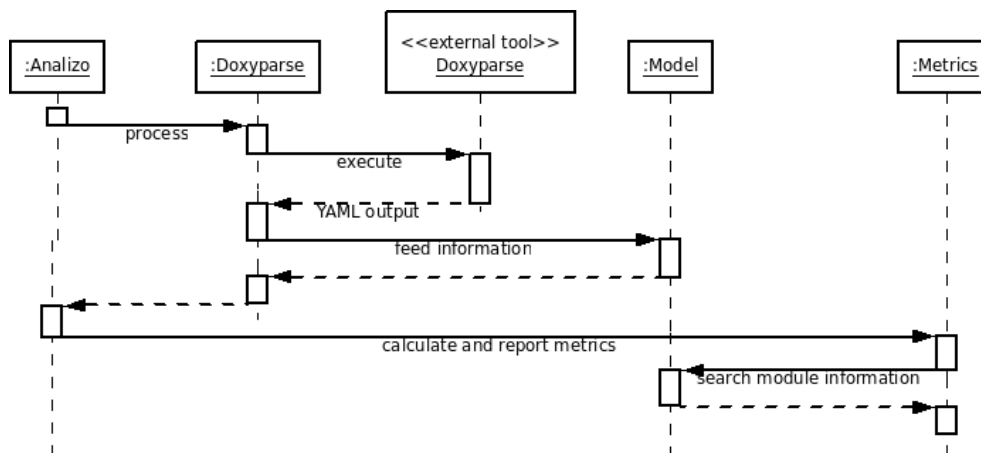 <<external tool>>
:Analizo
:Doxyparse
Doxyparse
:Model
:Metrics
process
execute
YAML output
feed information
calculate and report metrics
search module information